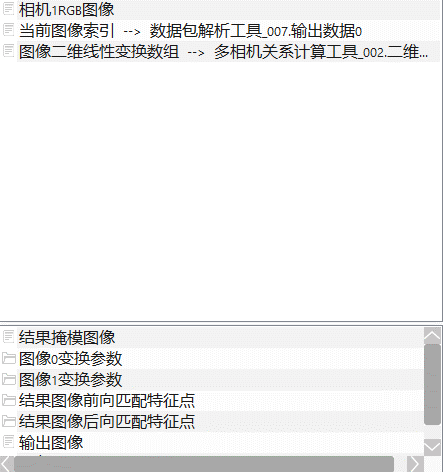 相机1RGB图像
当前图像索引 --> 数据包解析工具_007.输出数据0
图像二维线性变换数组 --> 多相机关系计算工具_002.二维...
结果掩模图像
图像0变换参数
图像1变换参数
结果图像前向匹配特征点
结果图像后向匹配特征点
输出图像